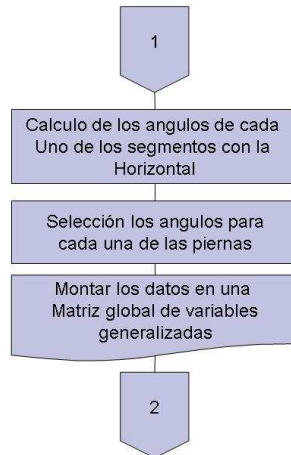 1
Calculo de los angulos de cada
Uno de los segmentos con la
Horizontal
Selección los angulos para
cada una de las piernas
Montar los datos en una
Matriz global de variables
generalizadas
2